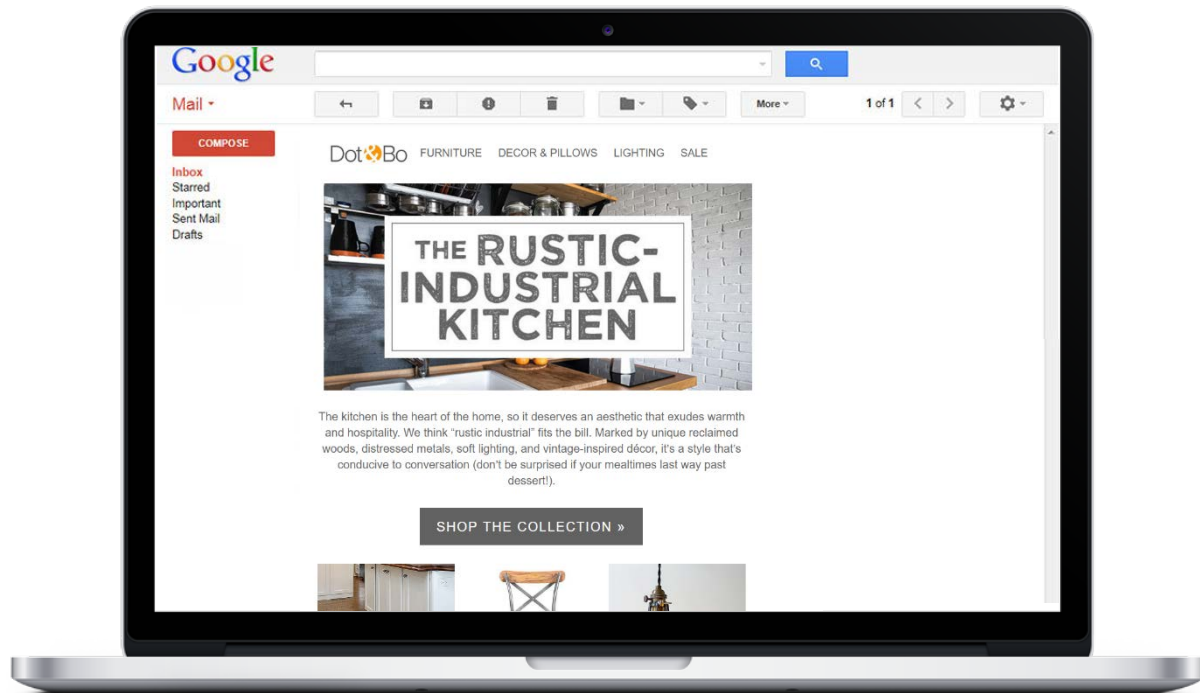 Google
Mail
More
1 of 1
COMPOSE
Inbox
Starred
Important
Sent Mail
Drafts
Dot&Bo FURNITURE DECOR & PILLOWS LIGHTING SALE
THE RUSTIC-
INDUSTRIAL
KITCHEN
The kitchen is the heart of the home, so it deserves an aesthetic that exudes warmth
and hospitality. We think “rustic industrial” fits the bill. Marked by unique reclaimed
woods, distressed metals, soft lighting, and vintage-inspired décor, it's a style that's
conducive to conversation (don't be surprised if your mealtimes last way past
dessert!).
SHOP THE COLLECTION »